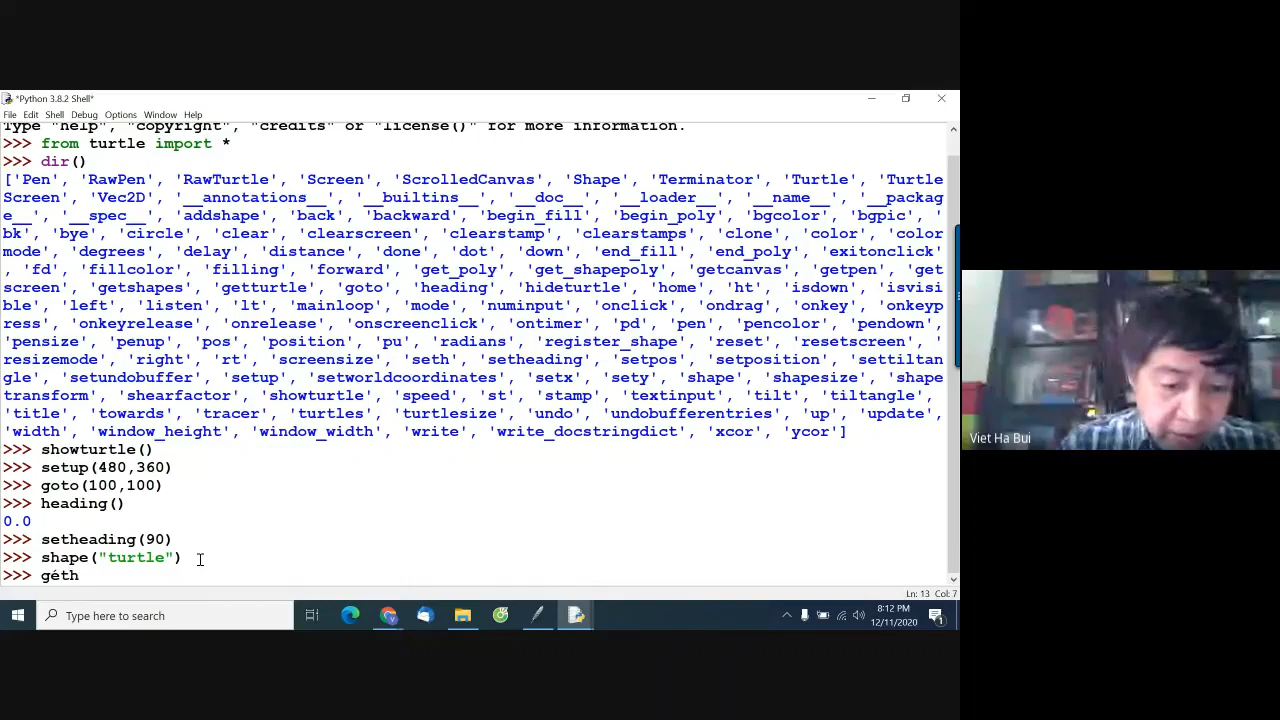 *Python 3.8.2 Shell*
File Edit Shell Debug Options Window Help
Type "help", "copyright", "credits" or "license()" for more information.
>>> from turtle import *
>>> dir()
['Pen', 'RawPen', 'RawTurtle', 'Screen', 'ScrolledCanvas', 'Shape', 'Terminator', 'Turtle', 'Turtle
Screen', 'Vec2D', '__annotations__', '__builtins__', '__doc__', '__loader__', '__name__', '__packag
e__', '__spec__', 'addshape', 'back', 'backward', 'begin_fill', 'begin_poly', 'bgcolor', 'bgpic', '
bk', 'bye', 'circle', 'clear', 'clearscreen', 'clearstamp', 'clearstamps', 'clone', 'color', 'color
mode', 'degrees', 'delay', 'distance', 'done', 'dot', 'down', 'end_fill', 'end_poly', 'exitonclick'
, 'fd', 'fillcolor', 'filling', 'forward', 'get_poly', 'get_shapepoly', 'getcanvas', 'getpen', 'get
screen', 'getshapes', 'getturtle', 'goto', 'heading', 'hideturtle', 'home', 'ht', 'isdown', 'isvisi
ble', 'left', 'listen', 'lt', 'mainloop', 'mode', 'numinput', 'onclick', 'ondrag', 'onkey', 'onkeyp
ress', 'onkeyrelease', 'onrelease', 'onscreenclick', 'ontimer', 'pd', 'pen', 'pencolor', 'pendown',
'pensize', 'penup', 'pos', 'position', 'pu', 'radians', 'register_shape', 'reset', 'resetscreen', '
resizemode', 'right', 'rt', 'screensize', 'seth', 'setheading', 'setpos', 'setposition', 'settiltan
gle', 'setundobuffer', 'setup', 'setworldcoordinates', 'setx', 'sety', 'shape', 'shapesize', 'shape
transform', 'shearfactor', 'showturtle', 'speed', 'st', 'stamp', 'textinput', 'tilt', 'tiltangle',
'title', 'towards', 'tracer', 'turtles', 'turtlesize', 'undo', 'undobufferentries', 'up', 'update',
'width', 'window_height', 'window_width', 'write', 'write_docstringdict', 'xcor', 'ycor']
>>> showturtle()
>>> setup(480,360)
>>> goto(100,100)
>>> heading()
0.0
>>> setheading(90)
>>> shape("turtle")
>>> géth
Ln: 13 Col: 7
Type here to search
8:12 PM
12/11/2020
1
Viet Ha Bui